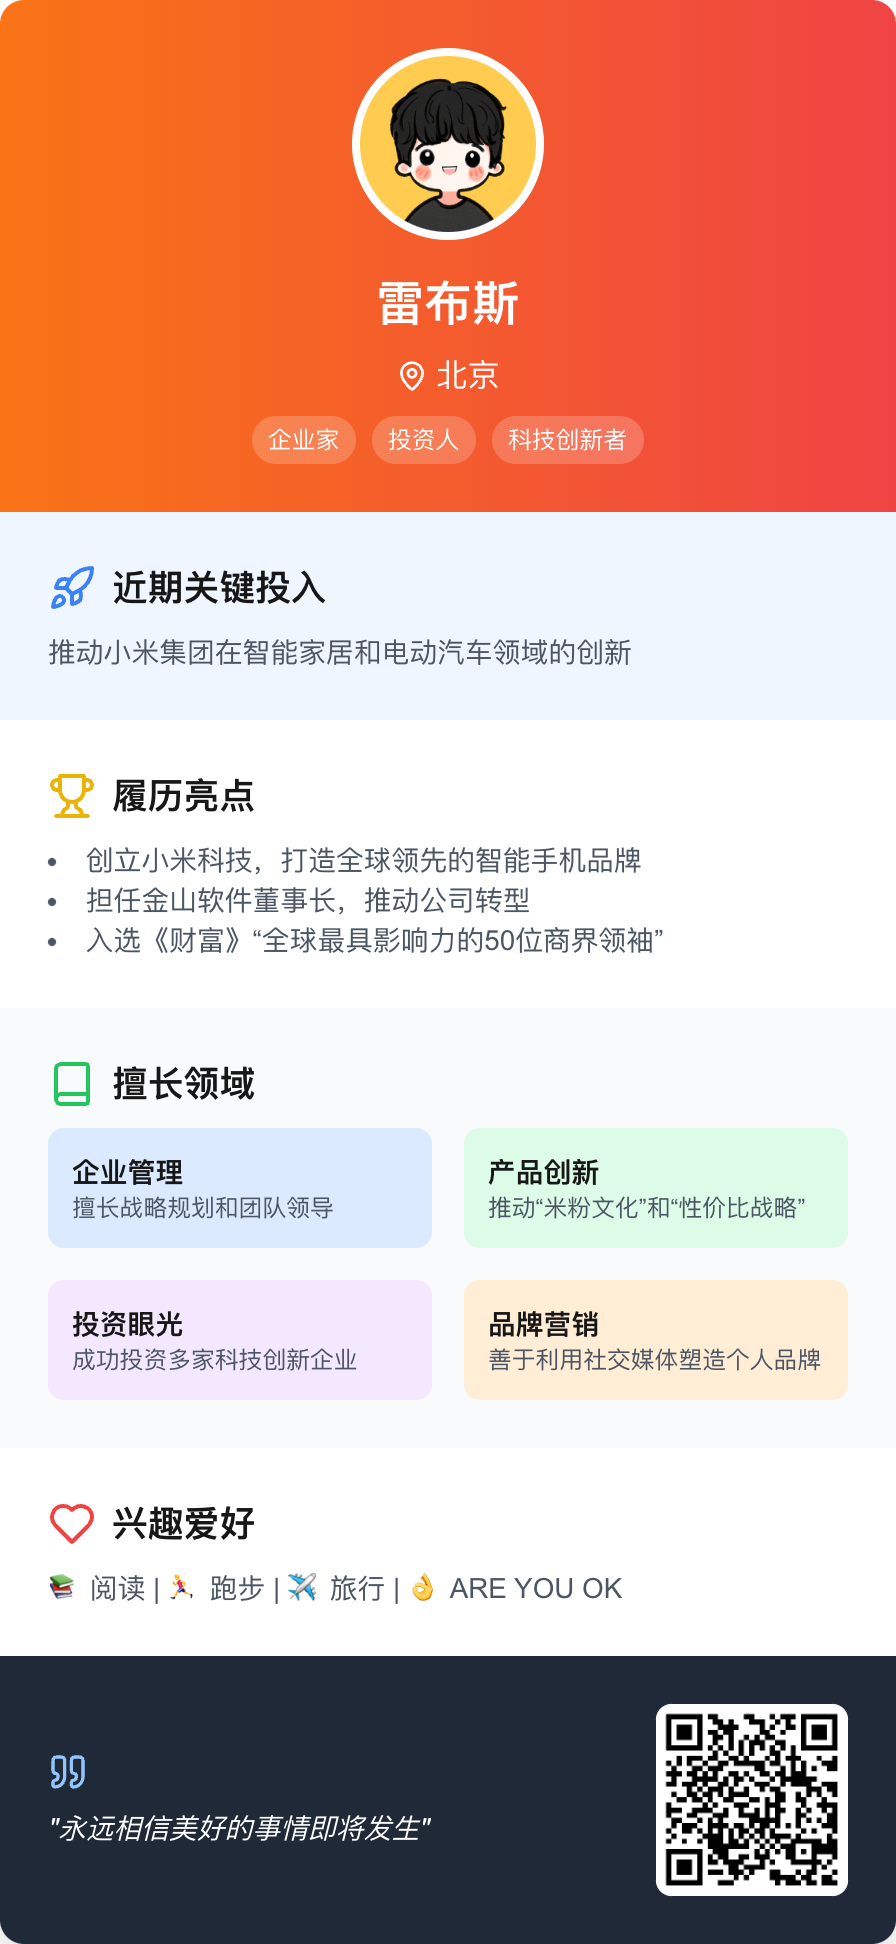 雷布斯
北京
企业家 投资人 科技创新者
近期关键投入
推动小米集团在智能家居和电动汽车领域的创新
履历亮点
• 创立小米科技，打造全球领先的智能手机品牌
• 担任金山软件董事长，推动公司转型
• 入选《财富》“全球最具影响力的50位商界领袖”
擅长领域
企业管理
擅长战略规划和团队领导
产品创新
推动“米粉文化”和“性价比战略”
投资眼光
成功投资多家科技创新企业
品牌营销
善于利用社交媒体塑造个人品牌
兴趣爱好
📚 阅读 | 🏃‍♀️ 跑步 | ✈️ 旅行 | 👌 ARE YOU OK
"永远相信美好的事情即将发生"